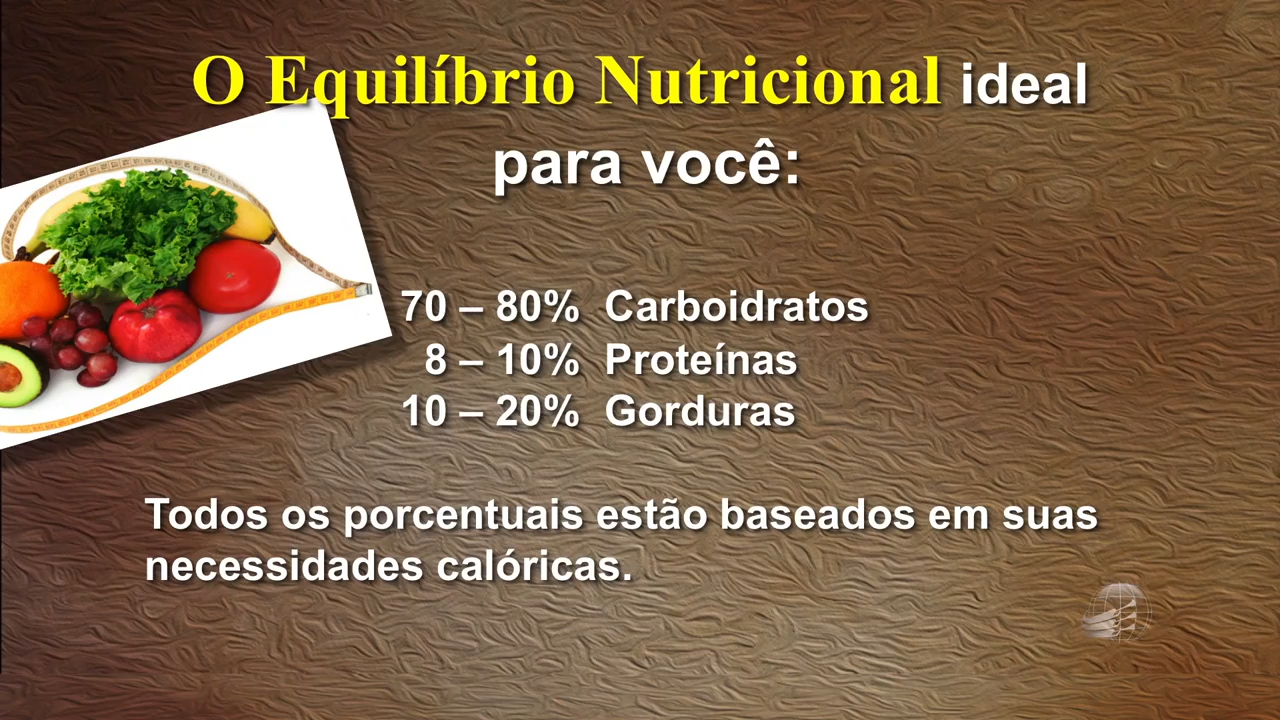 O Equilíbrio Nutricional ideal
para você:
70 – 80% Carboidratos
8 – 10% Proteínas
10 – 20% Gorduras
Todos os porcentuais estão baseados em suas
necessidades calóricas.